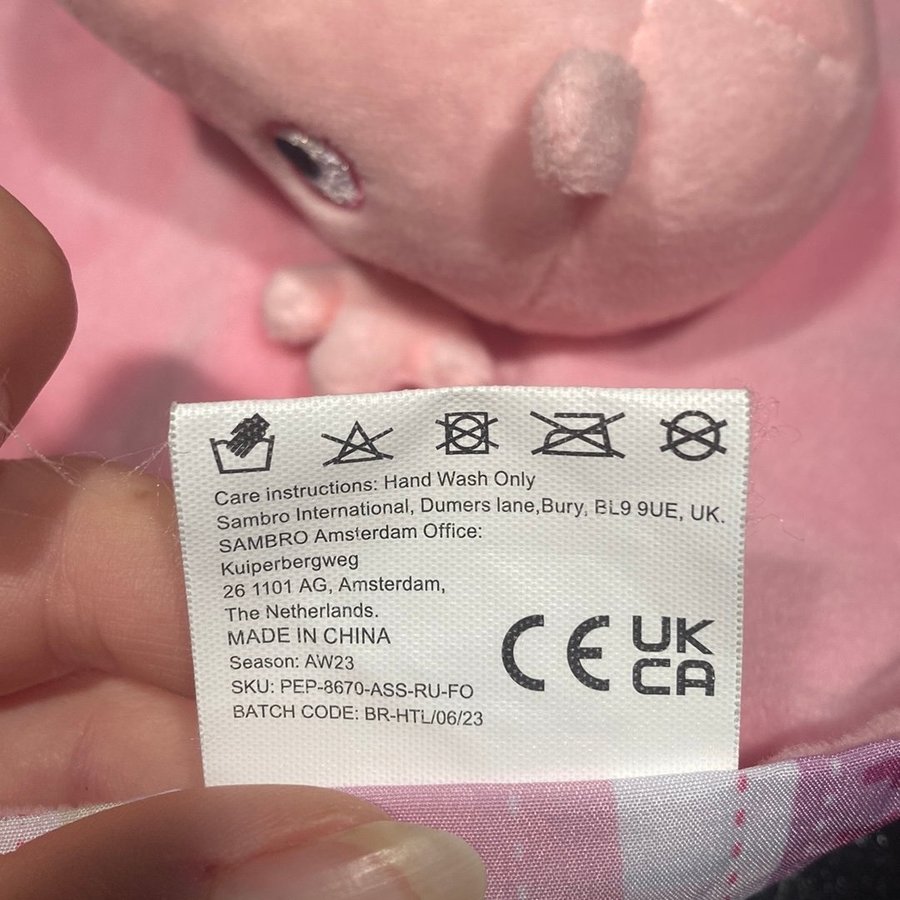 Care instructions: Hand Wash Only
Sambro International, Dumers lane,Bury, BL9 9UE, UK.
SAMBRO Amsterdam Office:
Kuiperbergweg
26 1101 AG, Amsterdam,
The Netherlands.
MADE IN CHINA
Season: AW23
SKU: PEP-8670-ASS-RU-FO
BATCH CODE: BR-HTL/06/23
CE
UK
CA